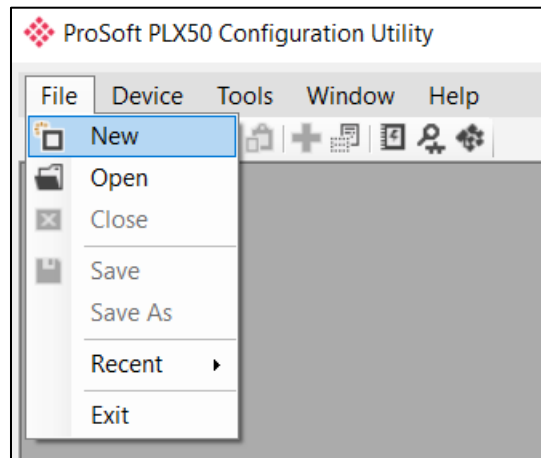 ProSoft PLX50 Configuration Utility
File Device Tools Window Help
New
Open
Close
Save
Save As
Recent
Exit